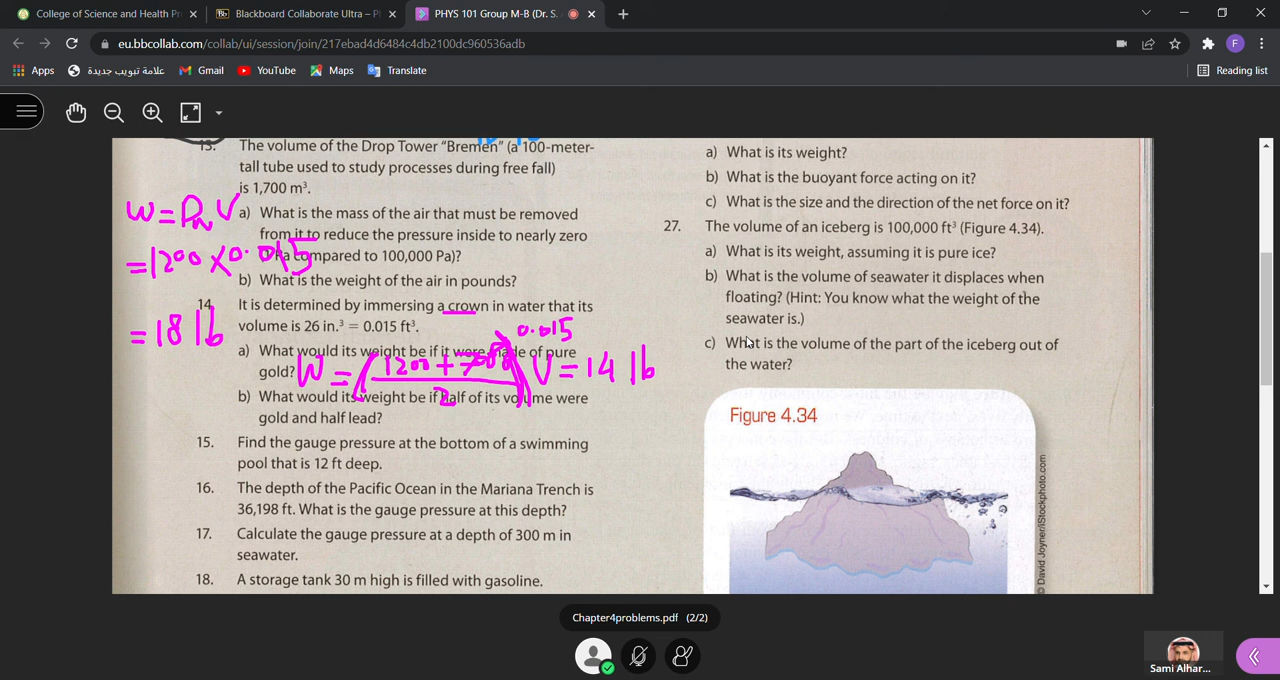 College of Science and Health Pr
Blackboard Collaborate Ultra – Pl
PHYS 101 Group M-B (Dr. S.
eu.bbcollab.com/collab/ui/session/join/217ebad4d6484c4db2100dc960536adb
F
Apps
علامة تبويب جديدة
Gmail
YouTube
Maps
Translate
Reading list
13. The volume of the Drop Tower "Bremen" (a 100-meter-
tall tube used to study processes during free fall)
is 1,700 m³.
a) What is the mass of the air that must be removed
from it to reduce the pressure inside to nearly zero
Pa compared to 100,000 Pa)?
b) What is the weight of the air in pounds?
14. It is determined by immersing a crown in water that its
volume is 26 in.³ = 0.015 ft³.
a) What would its weight be if it were made of pure
gold?
b) What would its weight be if half of its volume were
gold and half lead?
15. Find the gauge pressure at the bottom of a swimming
pool that is 12 ft deep.
16. The depth of the Pacific Ocean in the Mariana Trench is
36,198 ft. What is the gauge pressure at this depth?
17. Calculate the gauge pressure at a depth of 300 m in
seawater.
18. A storage tank 30 m high is filled with gasoline.
W = D V
= 1200 × 0.015
= 18 lb
0.015
W = (1200 +
2
) V = 14 lb
a) What is its weight?
b) What is the buoyant force acting on it?
c) What is the size and the direction of the net force on it?
27. The volume of an iceberg is 100,000 ft³ (Figure 4.34).
a) What is its weight, assuming it is pure ice?
b) What is the volume of seawater it displaces when
floating? (Hint: You know what the weight of the
seawater is.)
c) What is the volume of the part of the iceberg out of
the water?
Figure 4.34
© David Joyner/iStockphoto.com
Chapter4problems.pdf (2/2)
Sami Alhar...